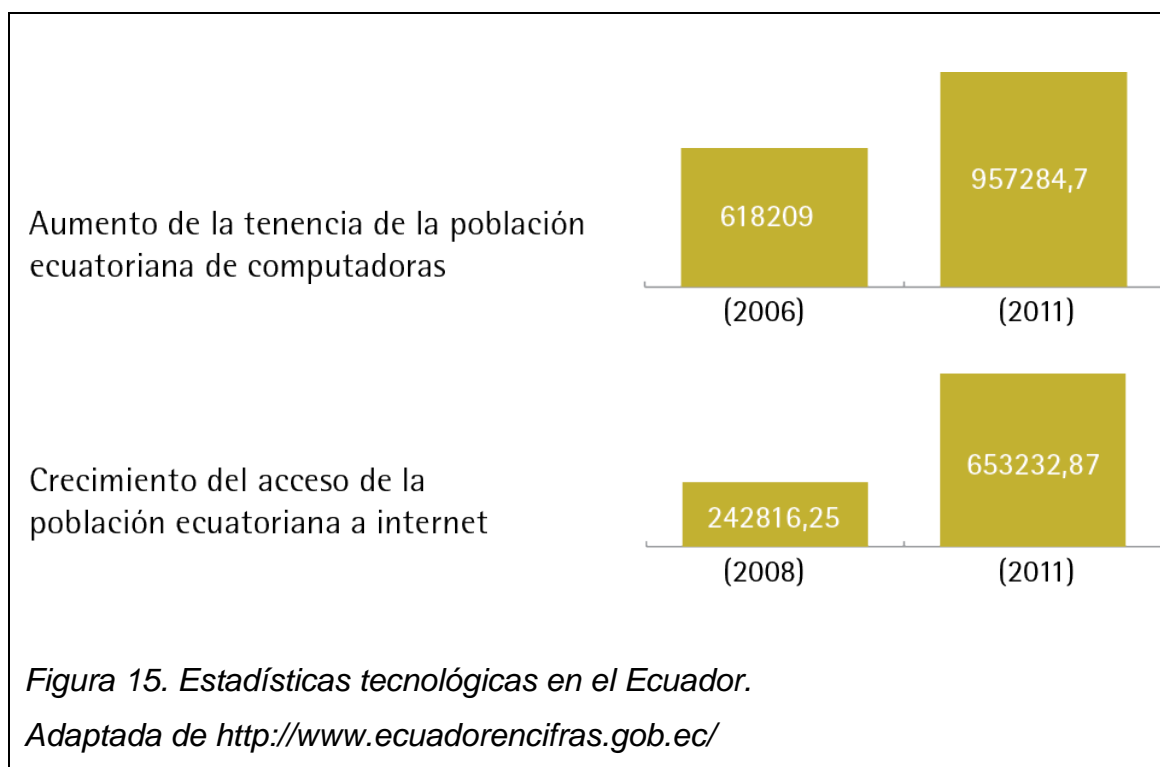 Aumento de la tenencia de la población
ecuatoriana de computadoras
618209
957284,7
(2006)
(2011)
Crecimiento del acceso de la
población ecuatoriana a internet
242816,25
653232,87
(2008)
(2011)
Figura 15. Estadísticas tecnológicas en el Ecuador.
Adaptada de http://www.ecuadorencifras.gob.ec/